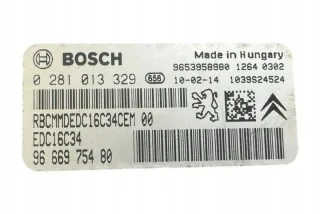 BOSCH
Made in Hungary
9653958980 1264 0302
0 281 013 329 656 10-02-14 1039S24524
RBCMMDEDC16C34CEM 00
EDC16C34
96 669 754 80